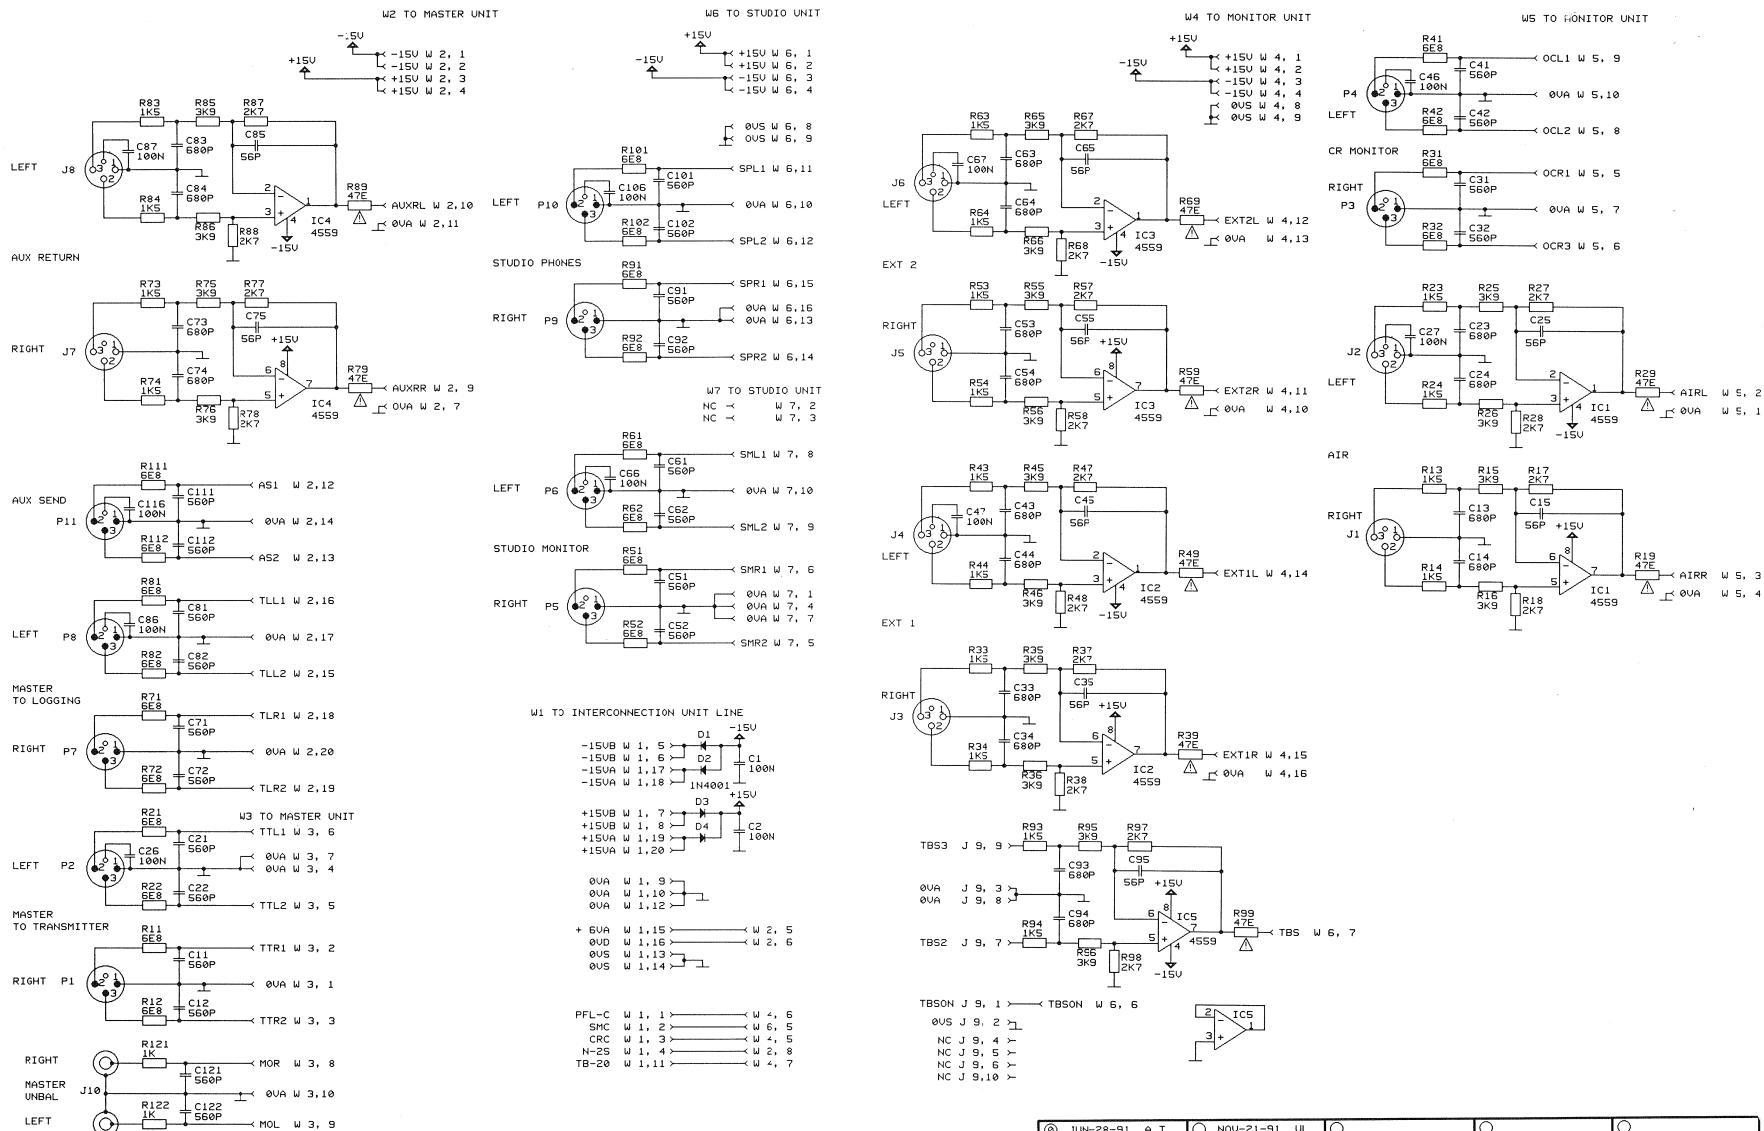 W2 TO MASTER UNIT
-15V
-15V W 2, 1
-15V W 2, 2
+15V
+15V W 2, 3
+15V W 2, 4
R83 1K5
R85 3K9
R87 2K7
C85 56P
C87 100N
C83 680P
LEFT J8
C84 680P
R84 1K5
R86 3K9
R88 2K7
IC4 4559
-15V
R89 47E
AUXRL W 2,10
0VA W 2,11
AUX RETURN
R73 1K5
R75 3K9
R77 2K7
C75 56P
+15V
C73 680P
RIGHT J7
C74 680P
R74 1K5
R76 3K9
R78 2K7
IC4 4559
R79 47E
AUXRR W 2, 9
0VA W 2, 7
R111 6E8
AS1 W 2,12
AUX SEND
P11
C116 100N
C111 560P
0VA W 2,14
R112 6E8
C112 560P
AS2 W 2,13
R81 6E8
TLL1 W 2,16
C81 560P
C86 100N
LEFT P8
0VA W 2,17
R82 6E8
C82 560P
TLL2 W 2,15
MASTER
TO LOGGING
R71 6E8
TLR1 W 2,18
C71 560P
RIGHT P7
0VA W 2,20
R72 6E8
C72 560P
TLR2 W 2,19
W3 TO MASTER UNIT
R21 6E8
TTL1 W 3, 6
C21 560P
C26 100N
0VA W 3, 7
LEFT P2
0VA W 3, 4
R22 6E8
C22 560P
TTL2 W 3, 5
MASTER
TO TRANSMITTER
R11 6E8
TTR1 W 3, 2
C11 560P
RIGHT P1
0VA W 3, 1
R12 6E8
C12 560P
TTR2 W 3, 3
RIGHT
R121 1K
MOR W 3, 8
C121 560P
MASTER
UNBAL
J10
0VA W 3,10
R122 1K
C122 560P
LEFT
MOL W 3, 9
W6 TO STUDIO UNIT
+15V
+15V W 6, 1
+15V W 6, 2
-15V
-15V W 6, 3
-15V W 6, 4
0VS W 6, 8
0VS W 6, 9
R101 6E8
SPL1 W 6,11
C101 560P
C106 100N
LEFT P10
0VA W 6,10
R102 6E8
C102 560P
SPL2 W 6,12
STUDIO PHONES
R91 6E8
SPR1 W 6,15
C91 560P
0VA W 6,16
RIGHT P9
0VA W 6,13
R92 6E8
C92 560P
SPR2 W 6,14
W7 TO STUDIO UNIT
NC W 7, 2
NC W 7, 3
R61 6E8
SML1 W 7, 8
C61 560P
C66 100N
LEFT P6
0VA W 7,10
R62 6E8
C62 560P
SML2 W 7, 9
STUDIO MONITOR
R51 6E8
SMR1 W 7, 6
C51 560P
0VA W 7, 1
RIGHT P5
0VA W 7, 4
0VA W 7, 7
R52 6E8
C52 560P
SMR2 W 7, 5
W1 TO INTERCONNECTION UNIT LINE
-15V
D1
-15VB W 1, 5
-15VB W 1, 6
D2
-15VA W 1,17
-15VA W 1,18
C1 100N
1N4001
+15V
D3
+15VB W 1, 7
+15VB W 1, 8
D4
+15VA W 1,19
+15VA W 1,20
C2 100N
0VA W 1, 9
0VA W 1,10
0VA W 1,12
+ 6VA W 1,15 W 2, 5
0VD W 1,16 W 2, 6
0VS W 1,13
0VS W 1,14
PFL-C W 1, 1 W 4, 6
SMC W 1, 2 W 6, 5
CRC W 1, 3 W 4, 5
N-2S W 1, 4 W 2, 8
TB-20 W 1,11 W 4, 7
W4 TO MONITOR UNIT
+15V
+15V W 4, 1
+15V W 4, 2
-15V
-15V W 4, 3
-15V W 4, 4
0VS W 4, 8
0VS W 4, 9
R63 1K5
R65 3K9
R67 2K7
C65 56P
C67 100N
C63 680P
J6
LEFT
C64 680P
R64 1K5
R66 3K9
R68 2K7
IC3 4559
-15V
R69 47E
EXT2L W 4,12
0VA W 4,13
EXT 2
R53 1K5
R55 3K9
R57 2K7
C55 56P
+15V
C53 680P
RIGHT
J5
C54 680P
R54 1K5
R56 3K9
R58 2K7
IC3 4559
R59 47E
EXT2R W 4,11
0VA W 4,10
R43 1K5
R45 3K9
R47 2K7
C45 56P
C47 100N
C43 680P
J4
LEFT
C44 680P
R44 1K5
R46 3K9
R48 2K7
IC2 4559
-15V
R49 47E
EXT1L W 4,14
EXT 1
R33 1K5
R35 3K9
R37 2K7
C35 56P
+15V
C33 680P
RIGHT
J3
C34 680P
R34 1K5
R36 3K9
R38 2K7
IC2 4559
R39 47E
EXT1R W 4,15
0VA W 4,16
R93 1K5
R95 3K9
R97 2K7
TBS3 J 9, 9
C95 56P
C93 680P
+15V
0VA J 9, 3
0VA J 9, 8
C94 680P
R94 1K5
TBS2 J 9, 7
R96 3K9
R98 2K7
IC5 4559
-15V
R99 47E
TBS W 6, 7
TBSON J 9, 1 TBSON W 6, 6
0VS J 9, 2
NC J 9, 4
NC J 9, 5
NC J 9, 6
NC J 9,10
IC5
W5 TO MONITOR UNIT
R41 6E8
OCL1 W 5, 9
C41 560P
C46 100N
P4
0VA W 5,10
LEFT
R42 6E8
C42 560P
OCL2 W 5, 8
CR MONITOR
R31 6E8
OCR1 W 5, 5
C31 560P
RIGHT
P3
0VA W 5, 7
R32 6E8
C32 560P
OCR3 W 5, 6
R23 1K5
R25 3K9
R27 2K7
C25 56P
C27 100N
C23 680P
J2
LEFT
C24 680P
R24 1K5
R26 3K9
R28 2K7
IC1 4559
-15V
R29 47E
AIRL W 5, 2
0VA W 5, 1
AIR
R13 1K5
R15 3K9
R17 2K7
C15 56P
+15V
C13 680P
RIGHT
J1
C14 680P
R14 1K5
R16 3K9
R18 2K7
IC1 4559
R19 47E
AIRR W 5, 3
0VA W 5, 4
JUN-28-91 A.T NOV-21-91 VL